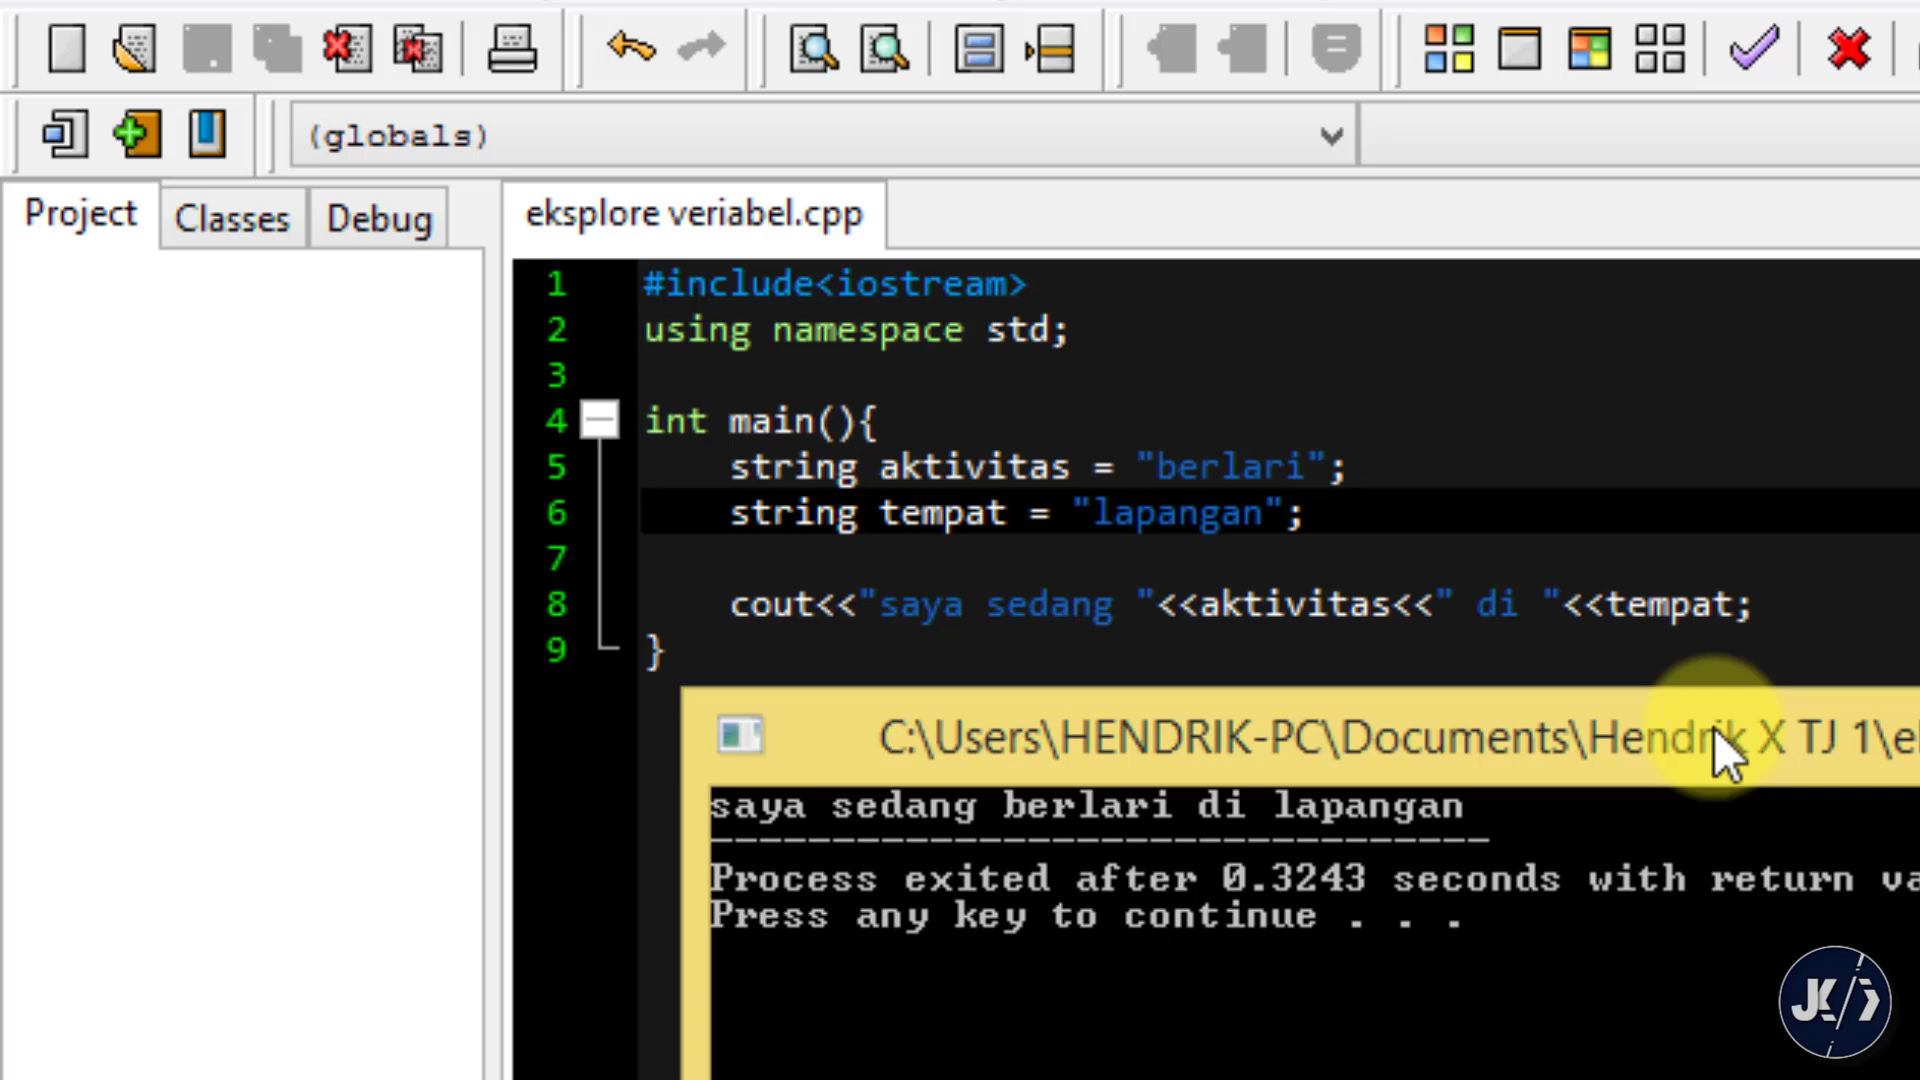 (globals)
Project Classes Debug
eksplore veriabel.cpp
1 #include<iostream>
2 using namespace std;
3
4 int main(){
5 string aktivitas = "berlari";
6 string tempat = "lapangan";
7
8 cout<<"saya sedang "<<aktivitas<<" di "<<tempat;
9 }
C:\Users\HENDRIK-PC\Documents\Hendrik X TJ 1\e
saya sedang berlari di lapangan
--------------------------------
Process exited after 0.3243 seconds with return va
Press any key to continue . . .